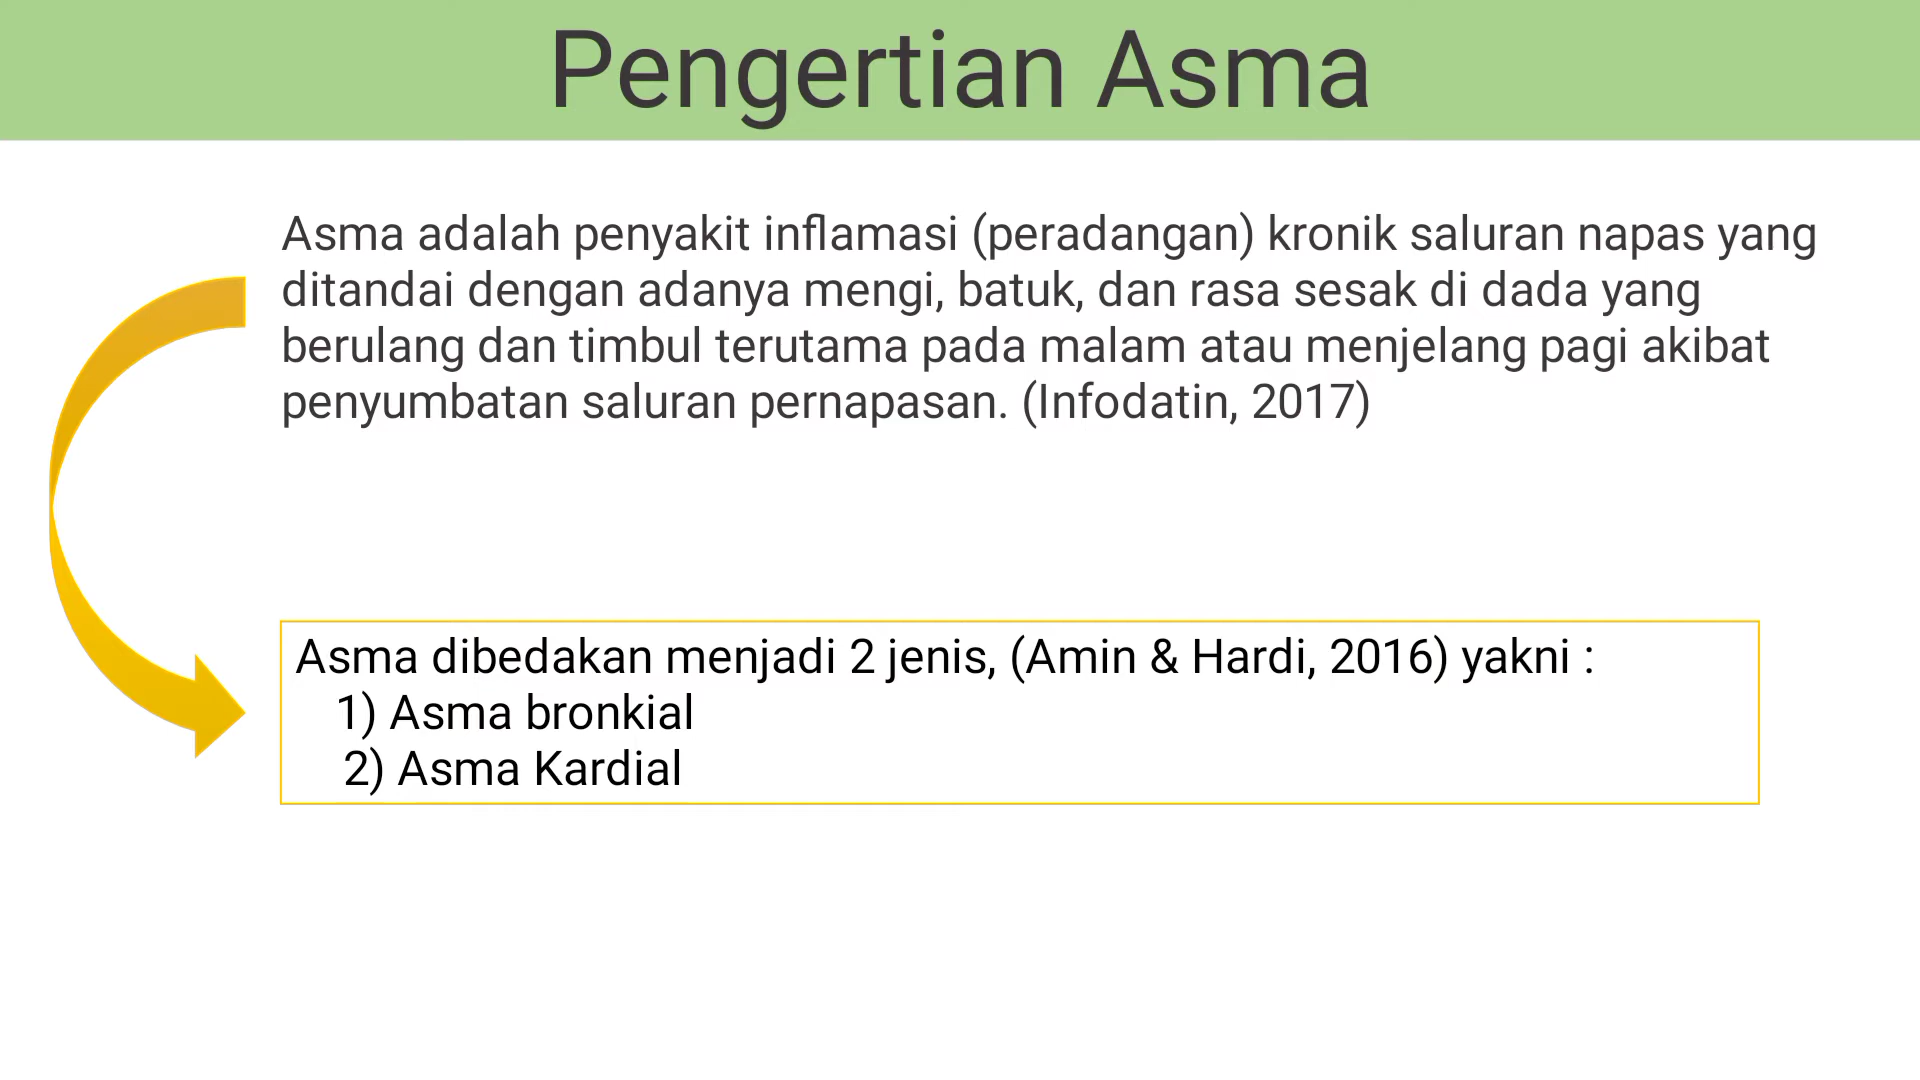 Pengertian Asma
Asma adalah penyakit inflamasi (peradangan) kronik saluran napas yang
ditandai dengan adanya mengi, batuk, dan rasa sesak di dada yang
berulang dan timbul terutama pada malam atau menjelang pagi akibat
penyumbatan saluran pernapasan. (Infodatin, 2017)
Asma dibedakan menjadi 2 jenis, (Amin & Hardi, 2016) yakni :
1) Asma bronkial
2) Asma Kardial